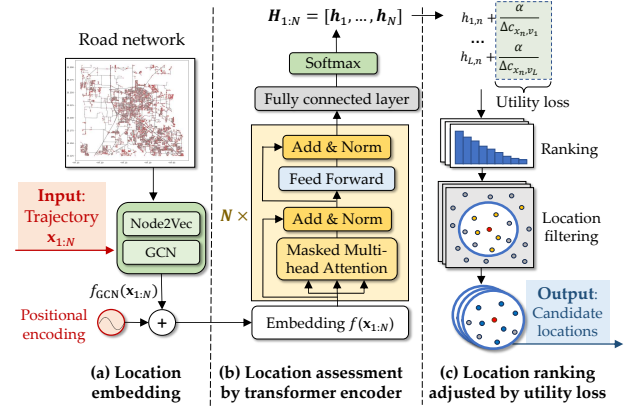 Road network
Input:
Trajectory
x1:N
Node2Vec
GCN
fGCN(x1:N)
Positional
encoding
+
(a) Location
embedding
H1:N = [h1, ..., hN]
Softmax
Fully connected layer
Add & Norm
Feed Forward
N ×
Add & Norm
Masked Multi-
head Attention
Embedding f(x1:N)
(b) Location assessment
by transformer encoder
h1,n + α / Δcxn,v1
...
hL,n + α / Δcxn,vL
Utility loss
Ranking
Location
filtering
Output:
Candidate
locations
(c) Location ranking
adjusted by utility loss